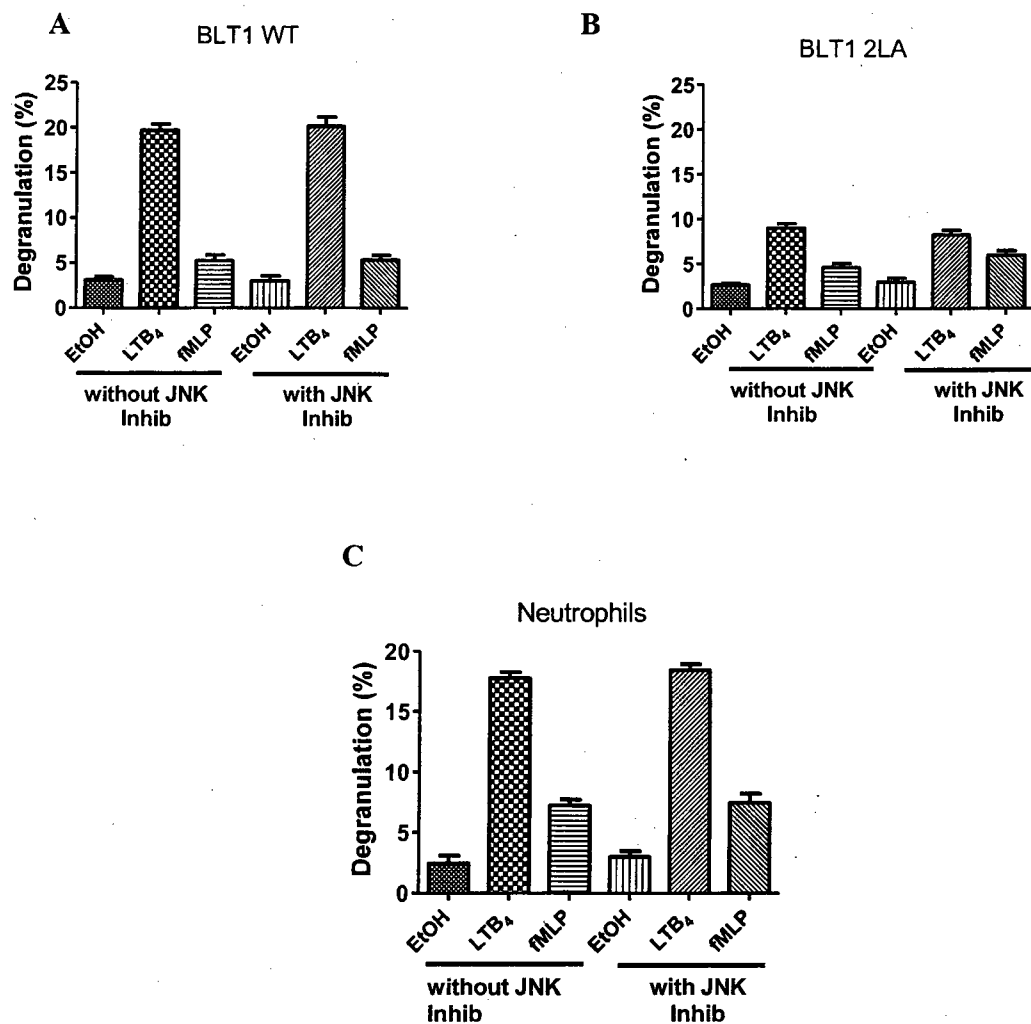 A
BLT1 WT
Degranulation (%)
25
20
15
10
5
0
EtOH
LTB₄
fMLP
EtOH
LTB₄
fMLP
without JNK
Inhib
with JNK
Inhib
B
BLT1 2LA
Degranulation (%)
25
20
15
10
5
0
EtOH
LTB₄
fMLP
EtOH
LTB₄
fMLP
without JNK
Inhib
with JNK
Inhib
C
Neutrophils
Degranulation (%)
20
15
10
5
0
EtOH
LTB₄
fMLP
EtOH
LTB₄
fMLP
without JNK
Inhib
with JNK
Inhib